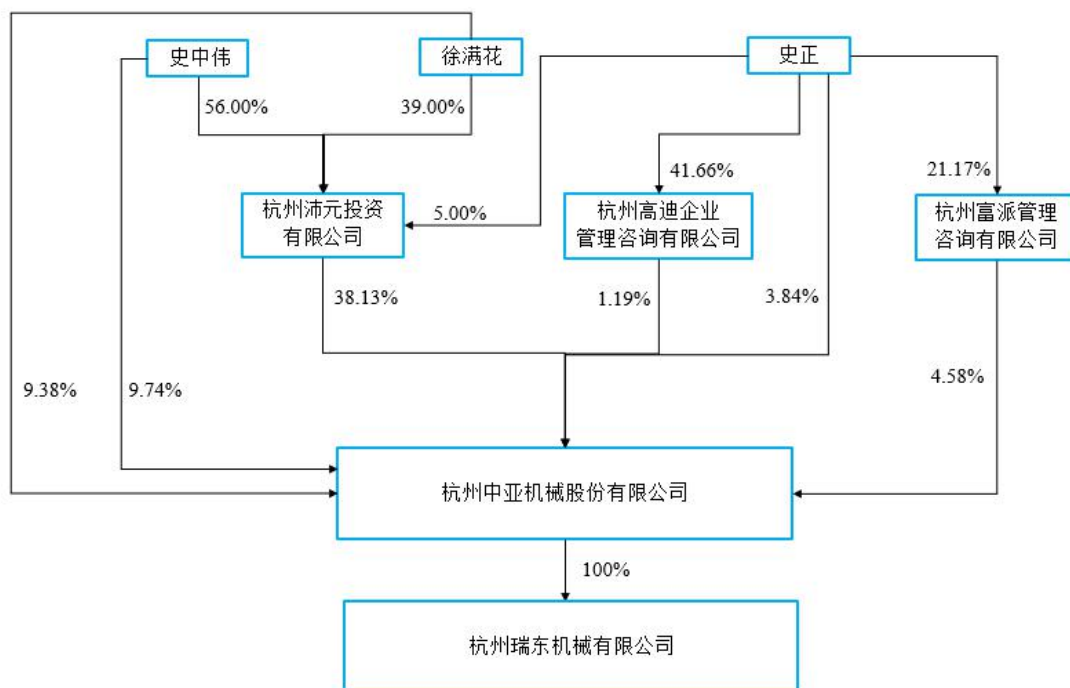 史中伟
徐满花
史正
56.00%
39.00%
41.66%
21.17%
杭州沛元投资
有限公司
5.00%
杭州高迪企业
管理咨询有限公司
杭州富派管理
咨询有限公司
38.13%
1.19%
3.84%
9.38%
9.74%
4.58%
杭州中亚机械股份有限公司
100%
杭州瑞东机械有限公司